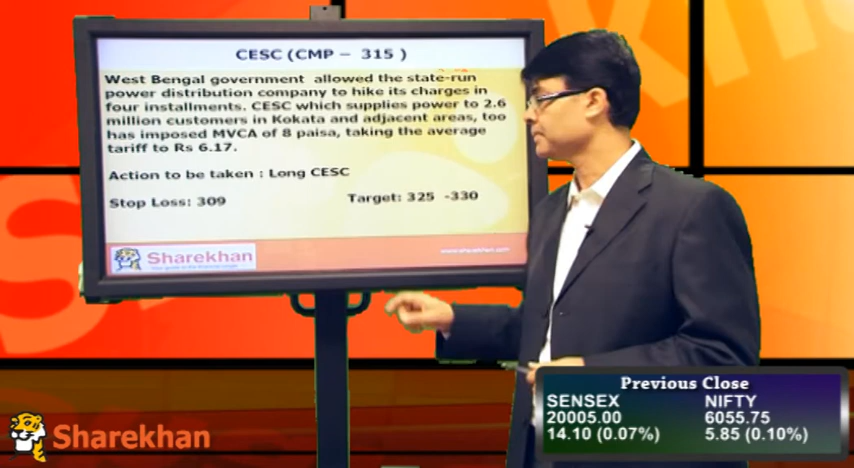 CESC (CMP – 315 )
West Bengal government allowed the state-run
power distribution company to hike its charges in
four installments. CESC which supplies power to 2.6
million customers in Kokata and adjacent areas, too
has imposed MVCA of 8 paisa, taking the average
tariff to Rs 6.17.
Action to be taken : Long CESC
Stop Loss: 309 Target: 325 -330
Sharekhan
Sharekhan
Previous Close
SENSEX NIFTY
20005.00 6055.75
14.10 (0.07%) 5.85 (0.10%)